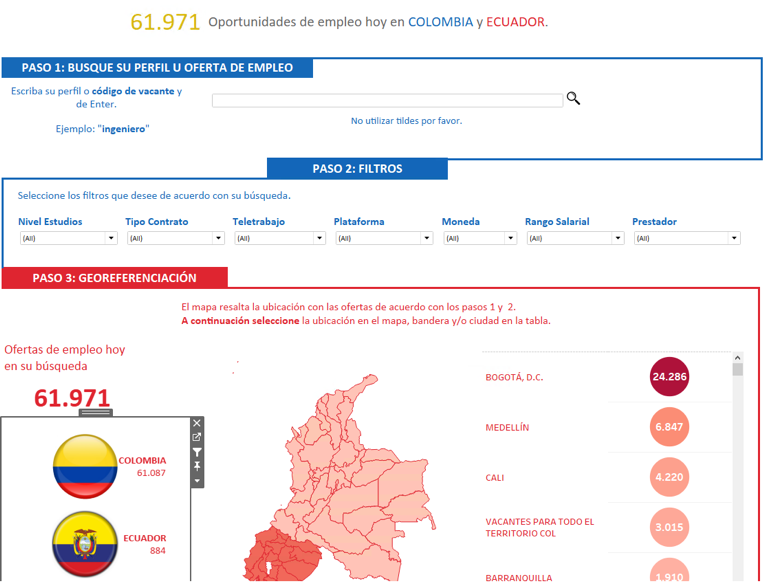 61.971 Oportunidades de empleo hoy en COLOMBIA y ECUADOR.
PASO 1: BUSQUE SU PERFIL U OFERTA DE EMPLEO
Escriba su perfil o código de vacante y
de Enter.
Ejemplo: "ingeniero"
No utilizar tildes por favor.
PASO 2: FILTROS
Seleccione los filtros que desee de acuerdo con su búsqueda.
Nivel Estudios Tipo Contrato Teletrabajo Plataforma Moneda Rango Salarial Prestador
(All) (All) (All) (All) (All) (All) (All)
PASO 3: GEOREFERENCIACIÓN
El mapa resalta la ubicación con las ofertas de acuerdo con los pasos 1 y 2.
A continuación seleccione la ubicación en el mapa, bandera y/o ciudad en la tabla.
Ofertas de empleo hoy
en su búsqueda
61.971
COLOMBIA
61.087
ECUADOR
884
BOGOTÁ, D.C. 24.286
MEDELLÍN 6.847
CALI 4.220
VACANTES PARA TODO EL
TERRITORIO COL 3.015
BARRANQUILLA 1.910